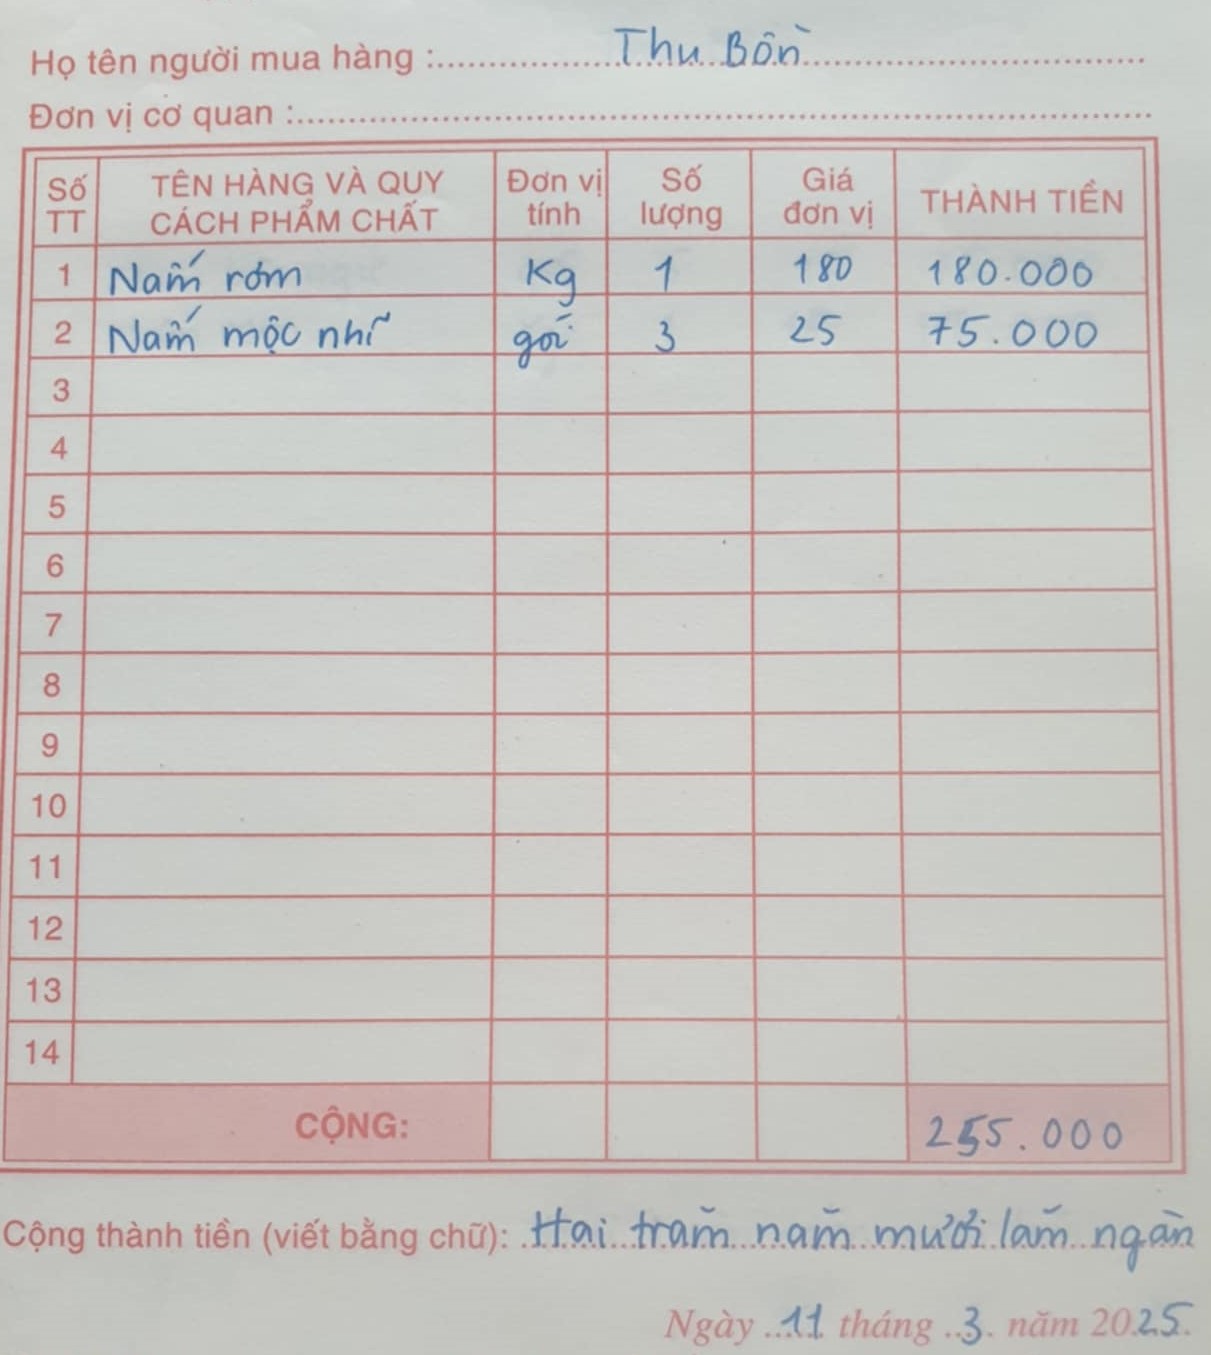 Họ tên người mua hàng : Thu Bồn
Đơn vị cơ quan :
Số TT TÊN HÀNG VÀ QUY CÁCH PHẨM CHẤT Đơn vị tính Số lượng Giá đơn vị THÀNH TIỀN
1 Nấm rơm Kg 1 180 180.000
2 Nấm mộc nhĩ gói 3 25 75.000
3
4
5
6
7
8
9
10
11
12
13
14
CỘNG: 255.000
Cộng thành tiền (viết bằng chữ): Hai trăm năm mươi lăm ngàn
Ngày 11 tháng 3 năm 2025